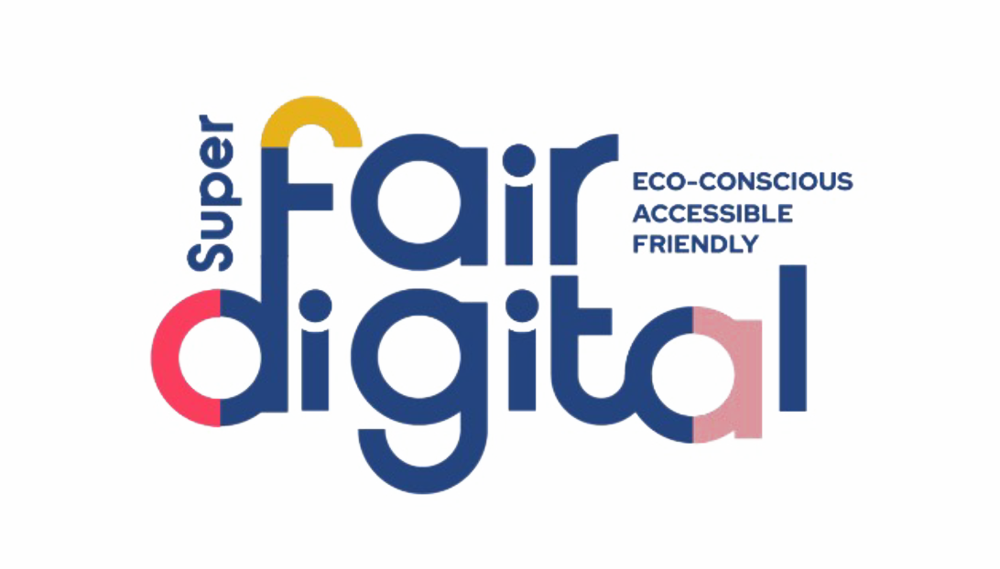 Super
fair
ECO-CONSCIOUS
ACCESSIBLE
FRIENDLY
digital